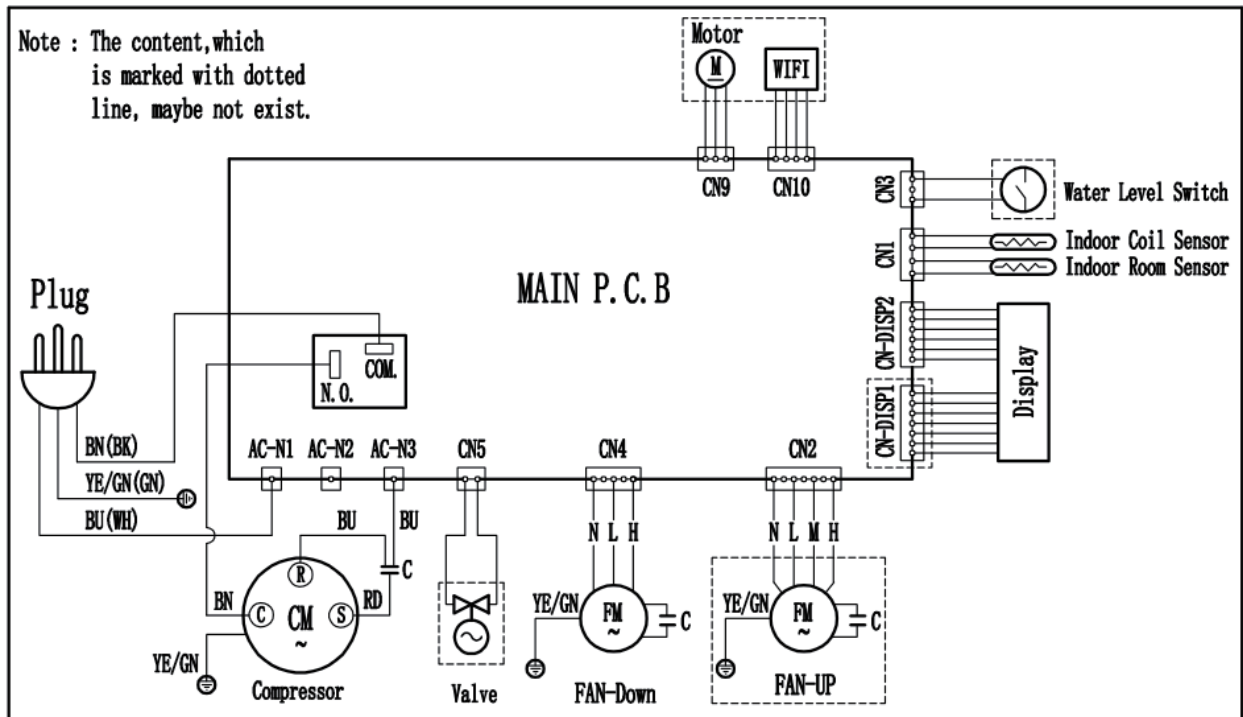 Note : The content,which
is marked with dotted
line, maybe not exist.
Motor
M
WIFI
CN9
CN10
CN3
Water Level Switch
CN1
Indoor Coil Sensor
Indoor Room Sensor
MAIN P.C.B
Plug
CN-DISP2
CN-DISP1
Display
COM.
N.O.
BN(BK)
YE/GN(GN)
BU(WH)
AC-N1
AC-N2
AC-N3
CN5
CN4
CN2
BU
BU
C
N L H
N L M H
R
C
CM
~
S
BN
RD
YE/GN
Compressor
Valve
YE/GN
FM
~
C
FAN-Down
YE/GN
FM
~
C
FAN-UP